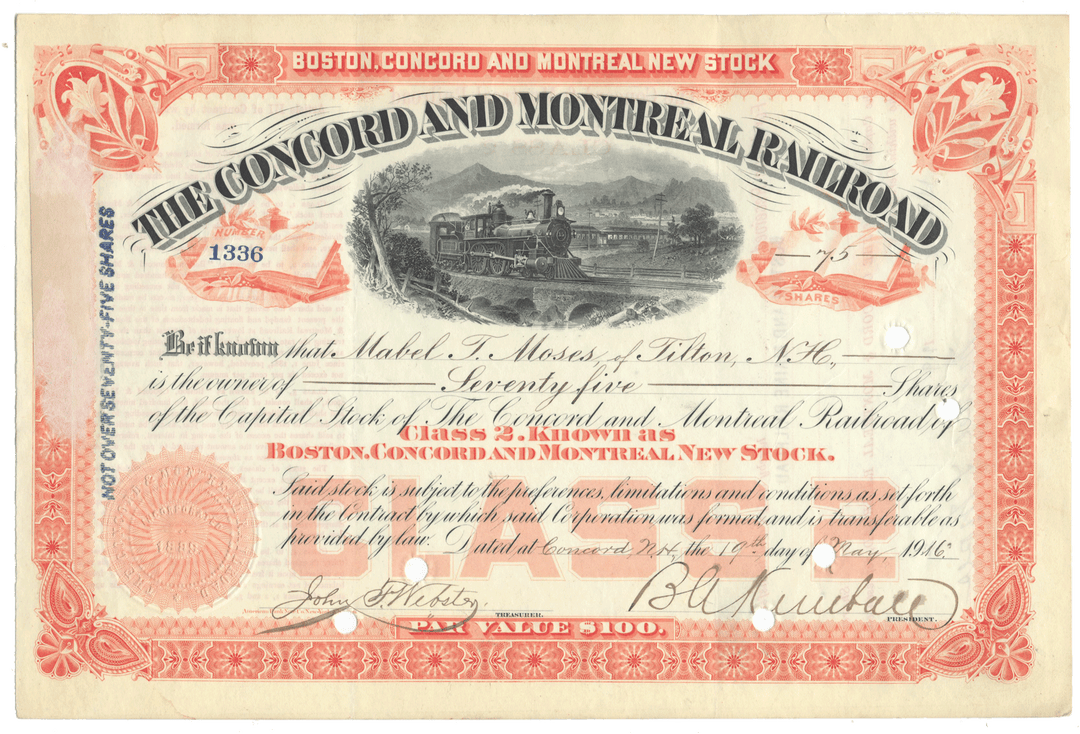 BOSTON, CONCORD AND MONTREAL NEW STOCK
THE CONCORD AND MONTREAL RAILROAD
NUMBER
1336
75
SHARES
NOT OVER SEVENTY-FIVE SHARES
Be it known that Mabel T. Moses, of Tilton, N.H.,
is the owner of Seventy five Shares
of the Capital Stock of The Concord and Montreal Railroad of
Class 2. Known as
BOSTON, CONCORD AND MONTREAL NEW STOCK.
CLASS 2
Said stock is subject to the preferences, limitations and conditions as set forth
in the Contract by which said Corporation was formed and is transferable as
provided by law. Dated at Concord N.H. the 19th day of May, 1916
1889
John F. Webster.
TREASURER.
B A Kimball
PRESIDENT.
PAR VALUE $100.